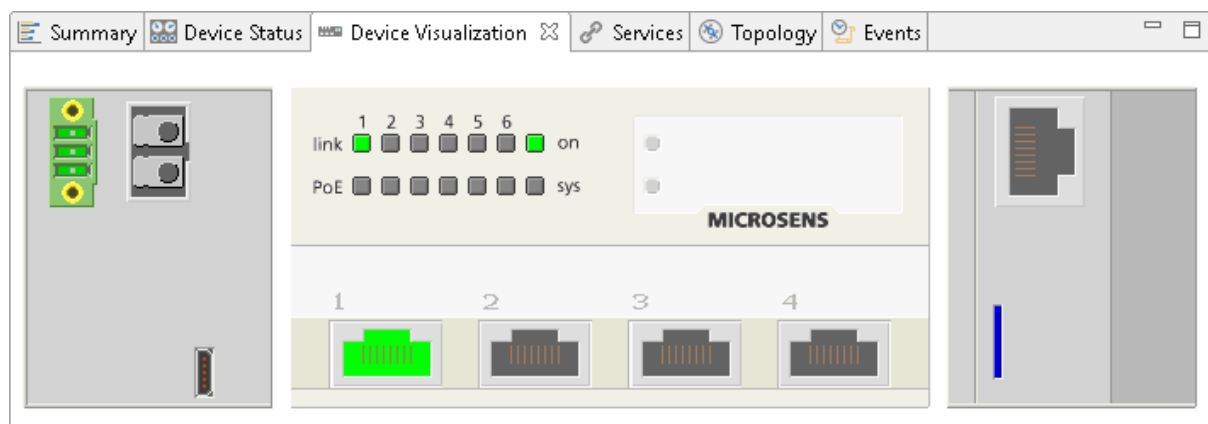 Summary Device Status Device Visualization Services Topology Events
1 2 3 4 5 6
link on
PoE sys
MICROSENS
1 2 3 4